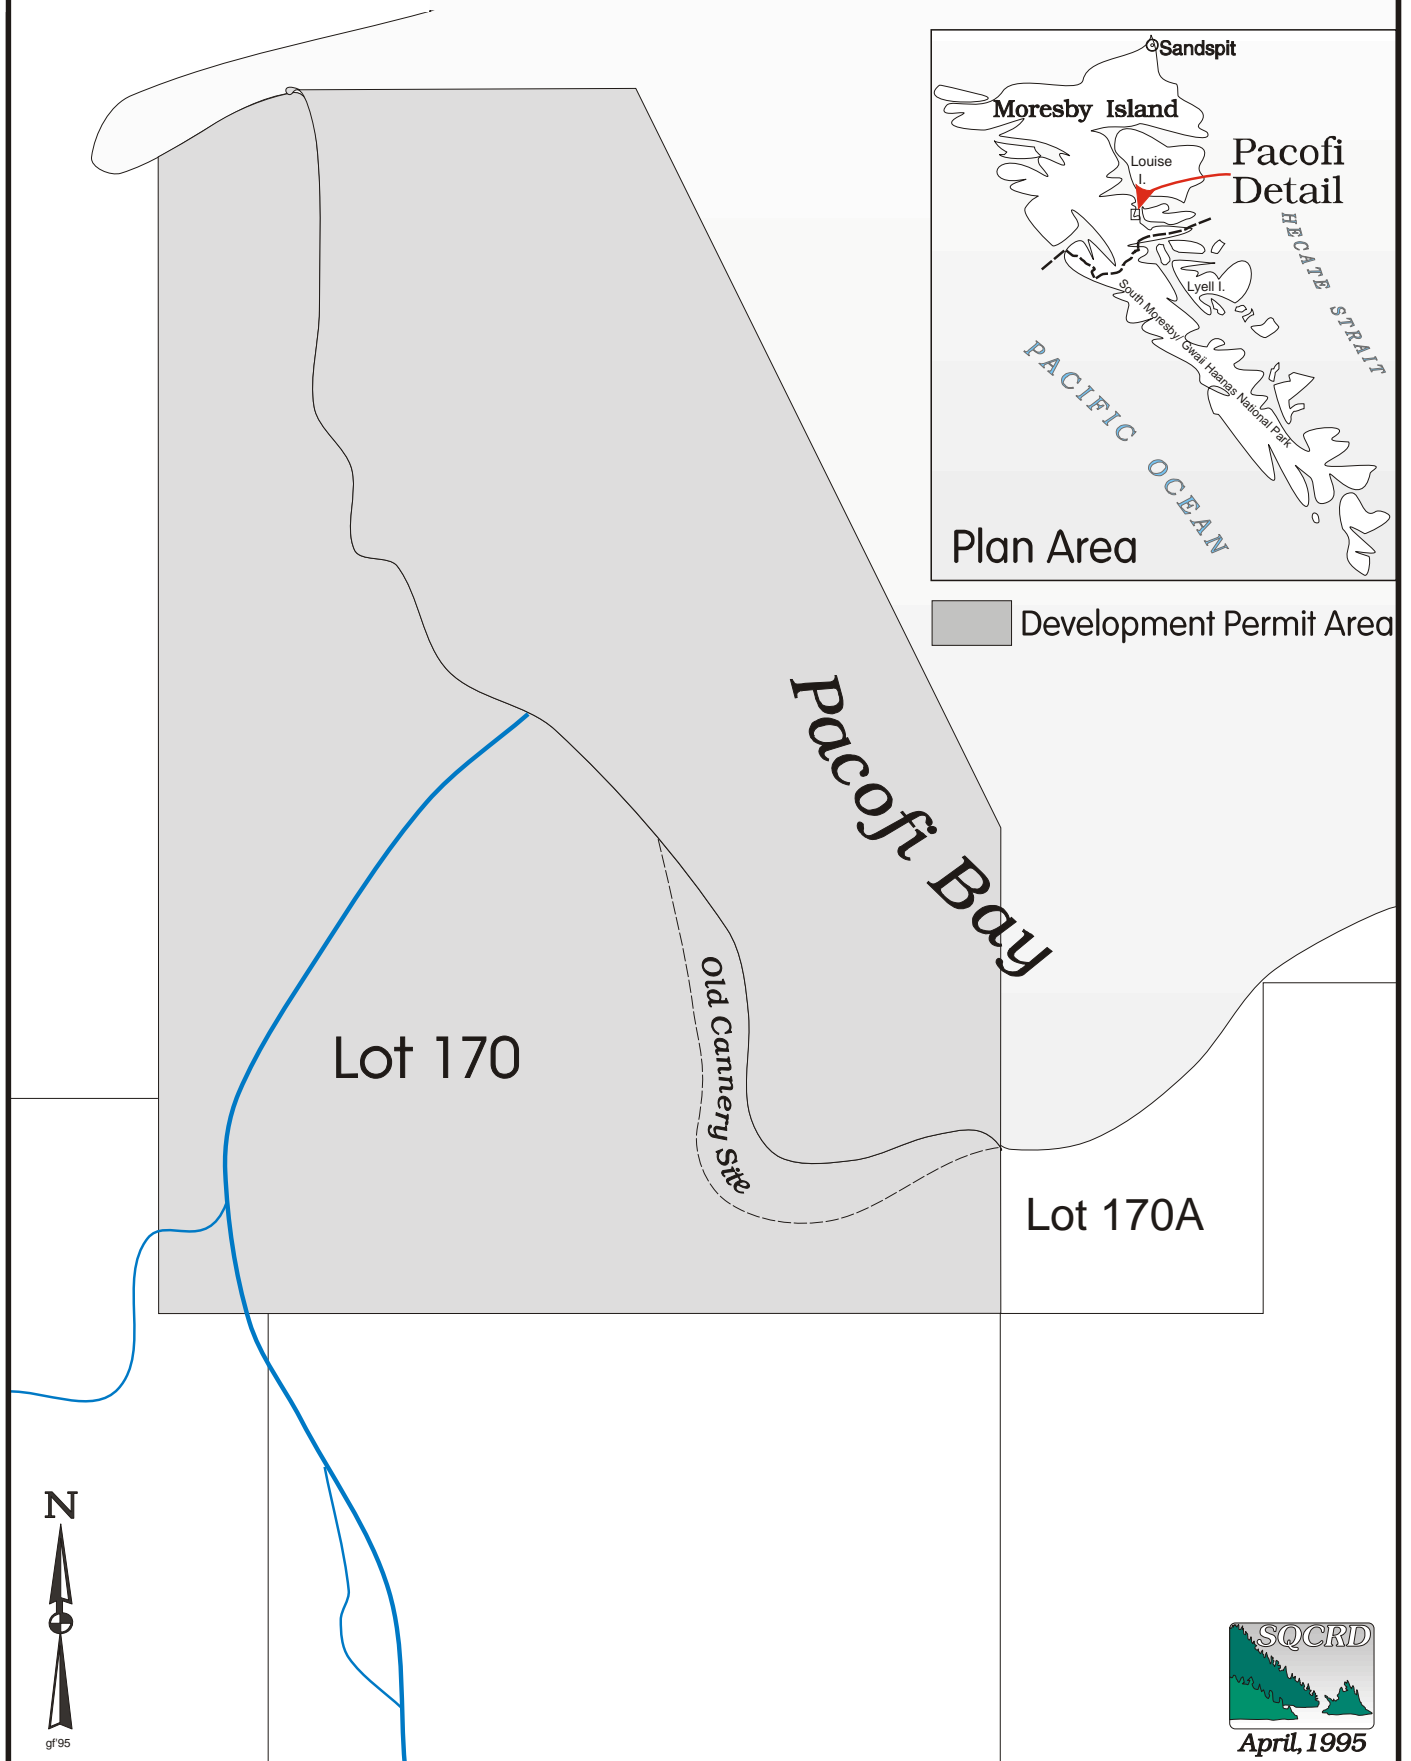 Sandspit
Moresby Island
Louise
I.
Pacofi
Detail
HECATE STRAIT
Lyell I.
South Moresby/ Gwaii Haanas National Park
PACIFIC OCEAN
Plan Area
Development Permit Area
Pacofi Bay
Old Cannery Site
Lot 170
Lot 170A
N
gf'95
SQCRD
April, 1995